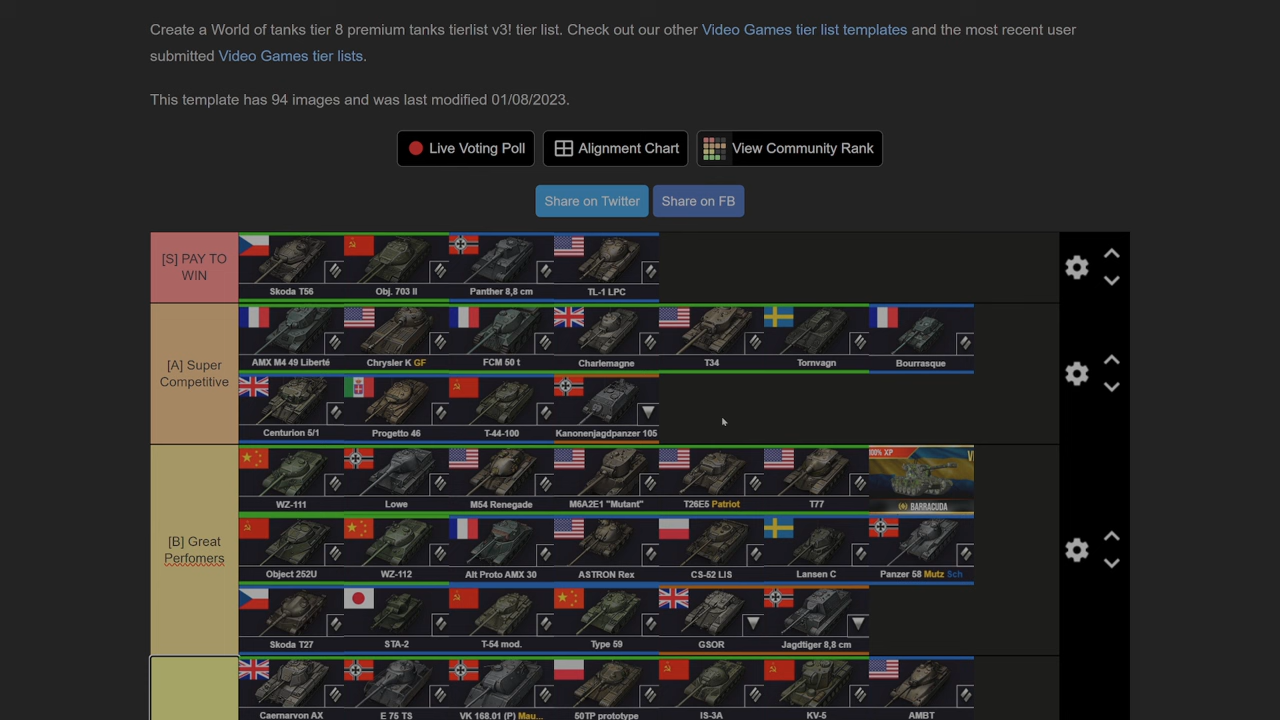 Create a World of tanks tier 8 premium tanks tierlist v3! tier list. Check out our other Video Games tier list templates and the most recent user
submitted Video Games tier lists.
This template has 94 images and was last modified 01/08/2023.
Live Voting Poll
Alignment Chart
View Community Rank
Share on Twitter
Share on FB
[S] PAY TO
WIN
Skoda T56
Obj. 703 II
Panther 8,8 cm
TL-1 LPC
[A] Super
Competitive
AMX M4 49 Liberté
Chrysler K GF
FCM 50 t
Charlemagne
T34
Tornvagn
Bourrasque
Centurion 5/1
Progetto 46
T-44-100
Kanonenjagdpanzer 105
[B] Great
Perfomers
WZ-111
Lowe
M54 Renegade
M6A2E1 "Mutant"
T26E5 Patriot
T77
00% XP
BARRACUDA
Object 252U
WZ-112
Alt Proto AMX 30
ASTRON Rex
CS-52 LIS
Lansen C
Panzer 58 Mutz Sch
Skoda T27
STA-2
T-54 mod.
Type 59
GSOR
Jagdtiger 8,8 cm
Caernarvon AX
E 75 TS
VK 168.01 (P) Mau...
50TP prototype
IS-3A
KV-5
AMBT